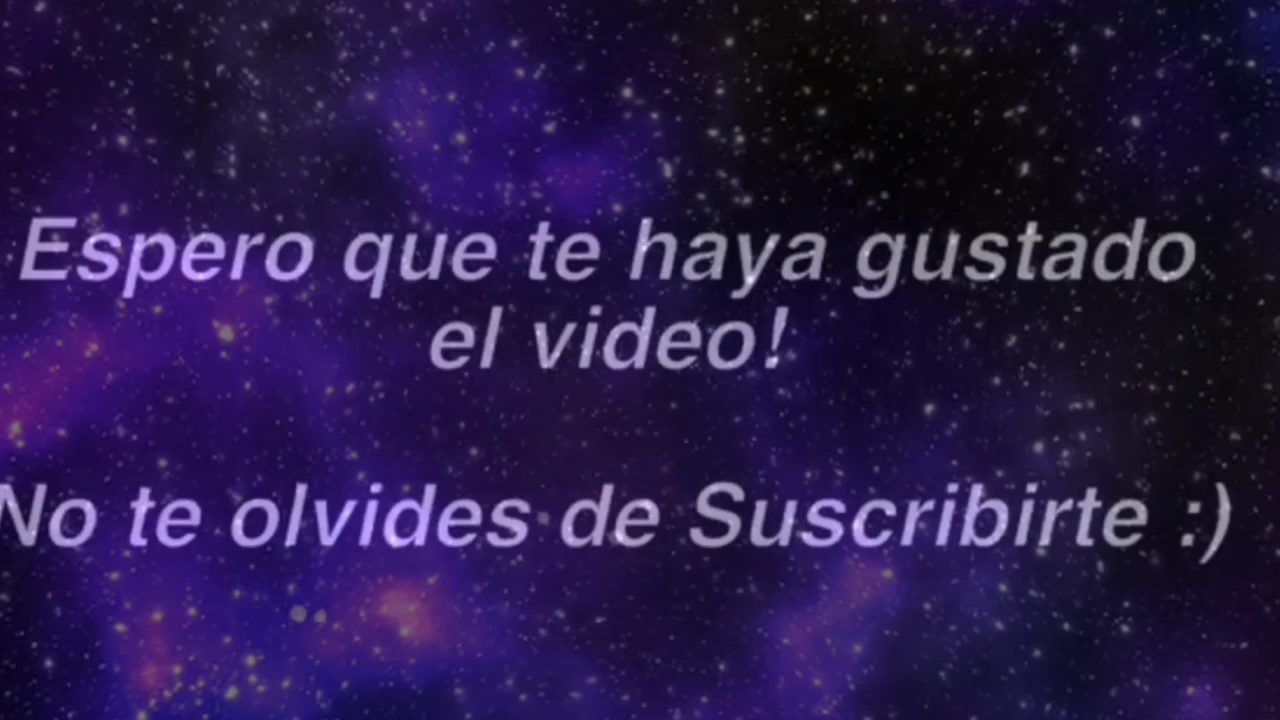 Espero que te haya gustado
el video!
No te olvides de Suscribirte :)